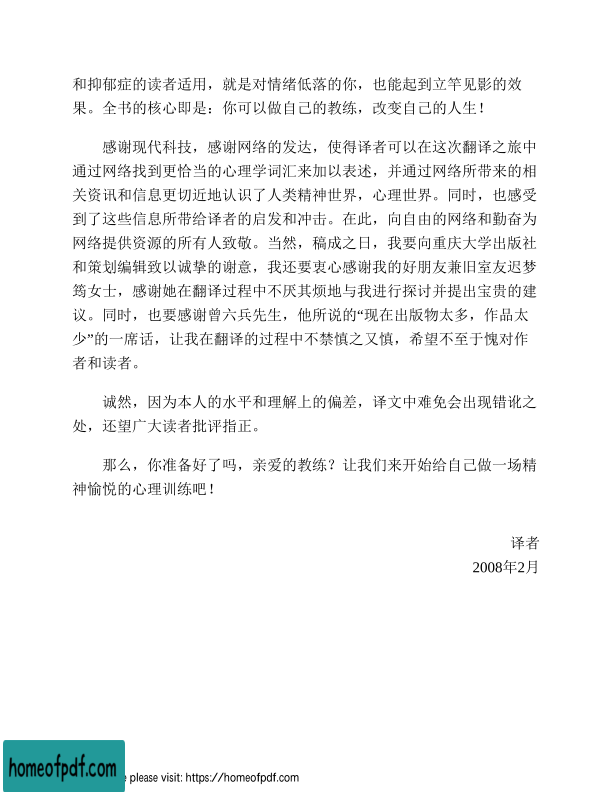 和抑郁症的读者适用，就是对情绪低落的你，也能起到立竿见影的效
果。全书的核心即是：你可以做自己的教练，改变自己的人生！
感谢现代科技，感谢网络的发达，使得译者可以在这次翻译之旅中
通过网络找到更恰当的心理学词汇来加以表述，并通过网络所带来的相
关资讯和信息更切近地认识了人类精神世界，心理世界。同时，也感受
到了这些信息所带给译者的启发和冲击。在此，向自由的网络和勤奋为
网络提供资源的所有人致敬。当然，稿成之日，我要向重庆大学出版社
和策划编辑致以诚挚的谢意，我还要衷心感谢我的好朋友兼旧室友迟梦
筠女士，感谢她在翻译过程中不厌其烦地与我进行探讨并提出宝贵的建
议。同时，也要感谢曾六兵先生，他所说的“现在出版物太多，作品太
少”的一席话，让我在翻译的过程中不禁慎之又慎，希望不至于愧对作
者和读者。
诚然，因为本人的水平和理解上的偏差，译文中难免会出现错讹之
处，还望广大读者批评指正。
那么，你准备好了吗，亲爱的教练？让我们来开始给自己做一场精
神愉悦的心理训练吧！
译者
2008年2月
homeofpdf.com
e please visit: https://homeofpdf.com